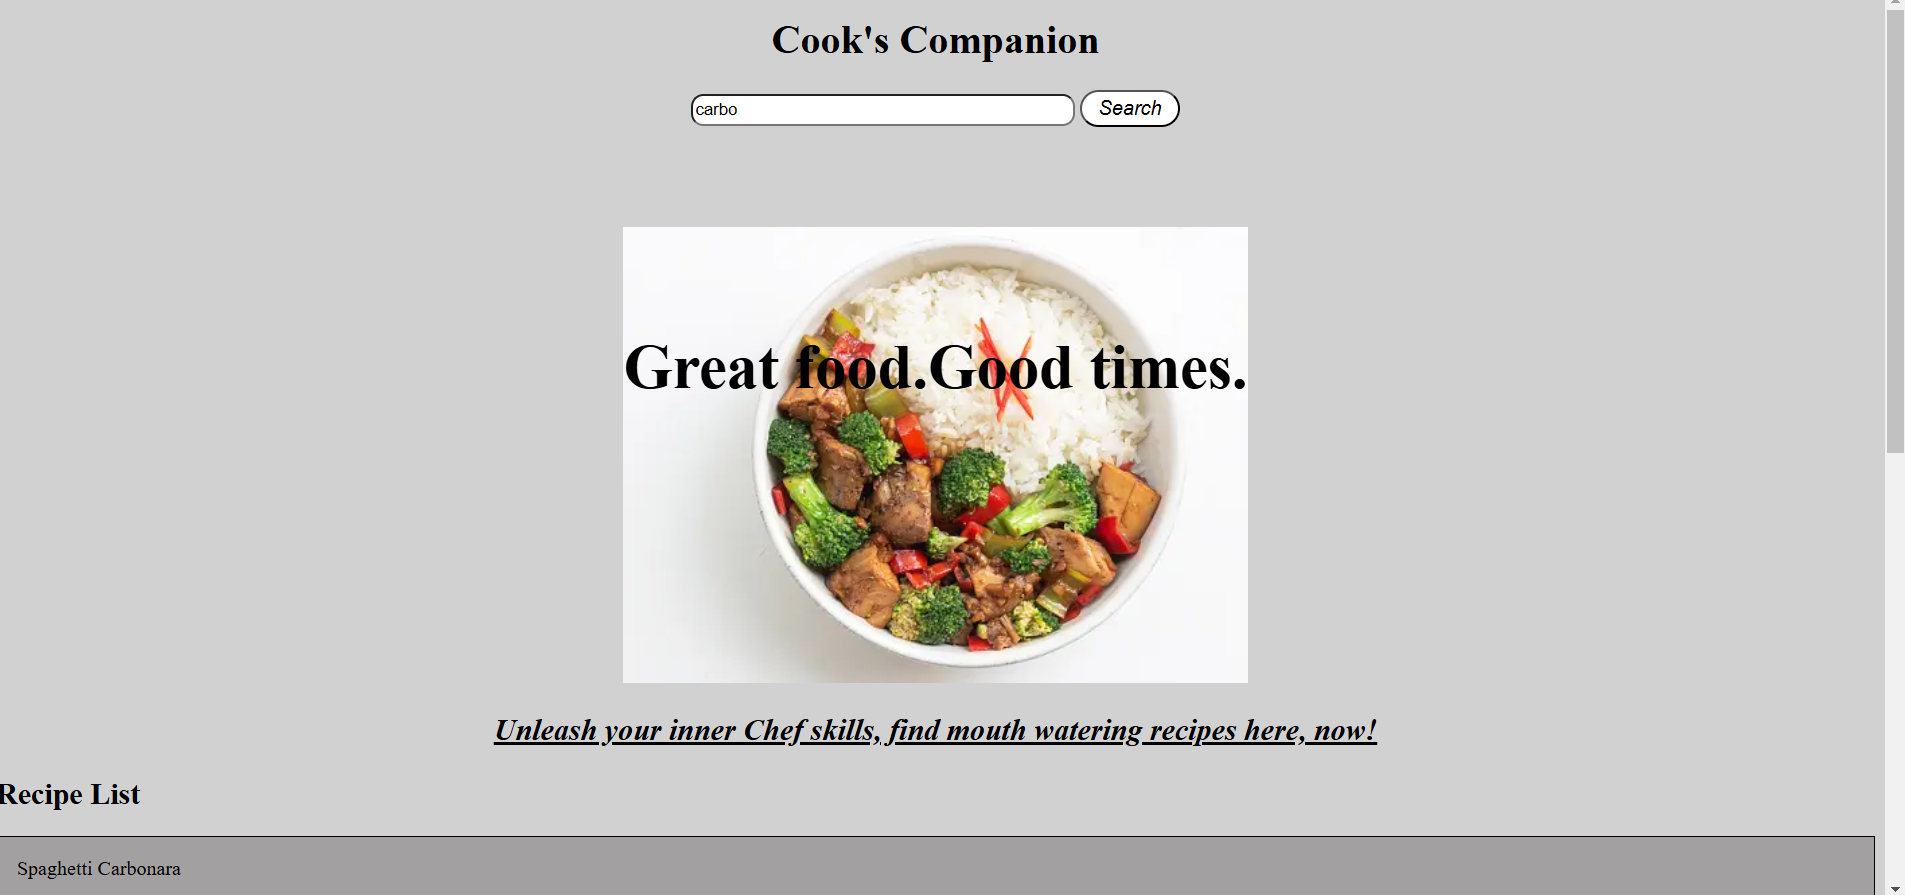 Cook's Companion
carbo Search
Great food.Good times.
Unleash your inner Chef skills, find mouth watering recipes here, now!
Recipe List
Spaghetti Carbonara